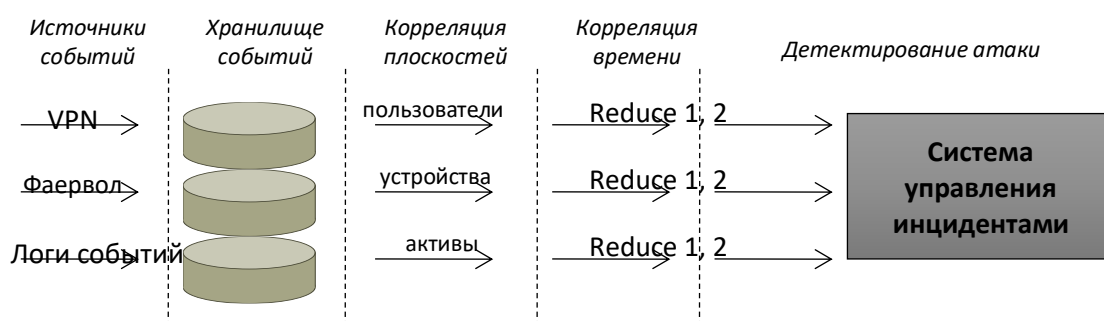 Источники
событий
Хранилище
событий
Корреляция
плоскостей
Корреляция
времени
Детектирование атаки
VPN
пользователи
Reduce 1, 2
Фаервол
устройства
Reduce 1, 2
Логи событий
активы
Reduce 1, 2
Система
управления
инцидентами